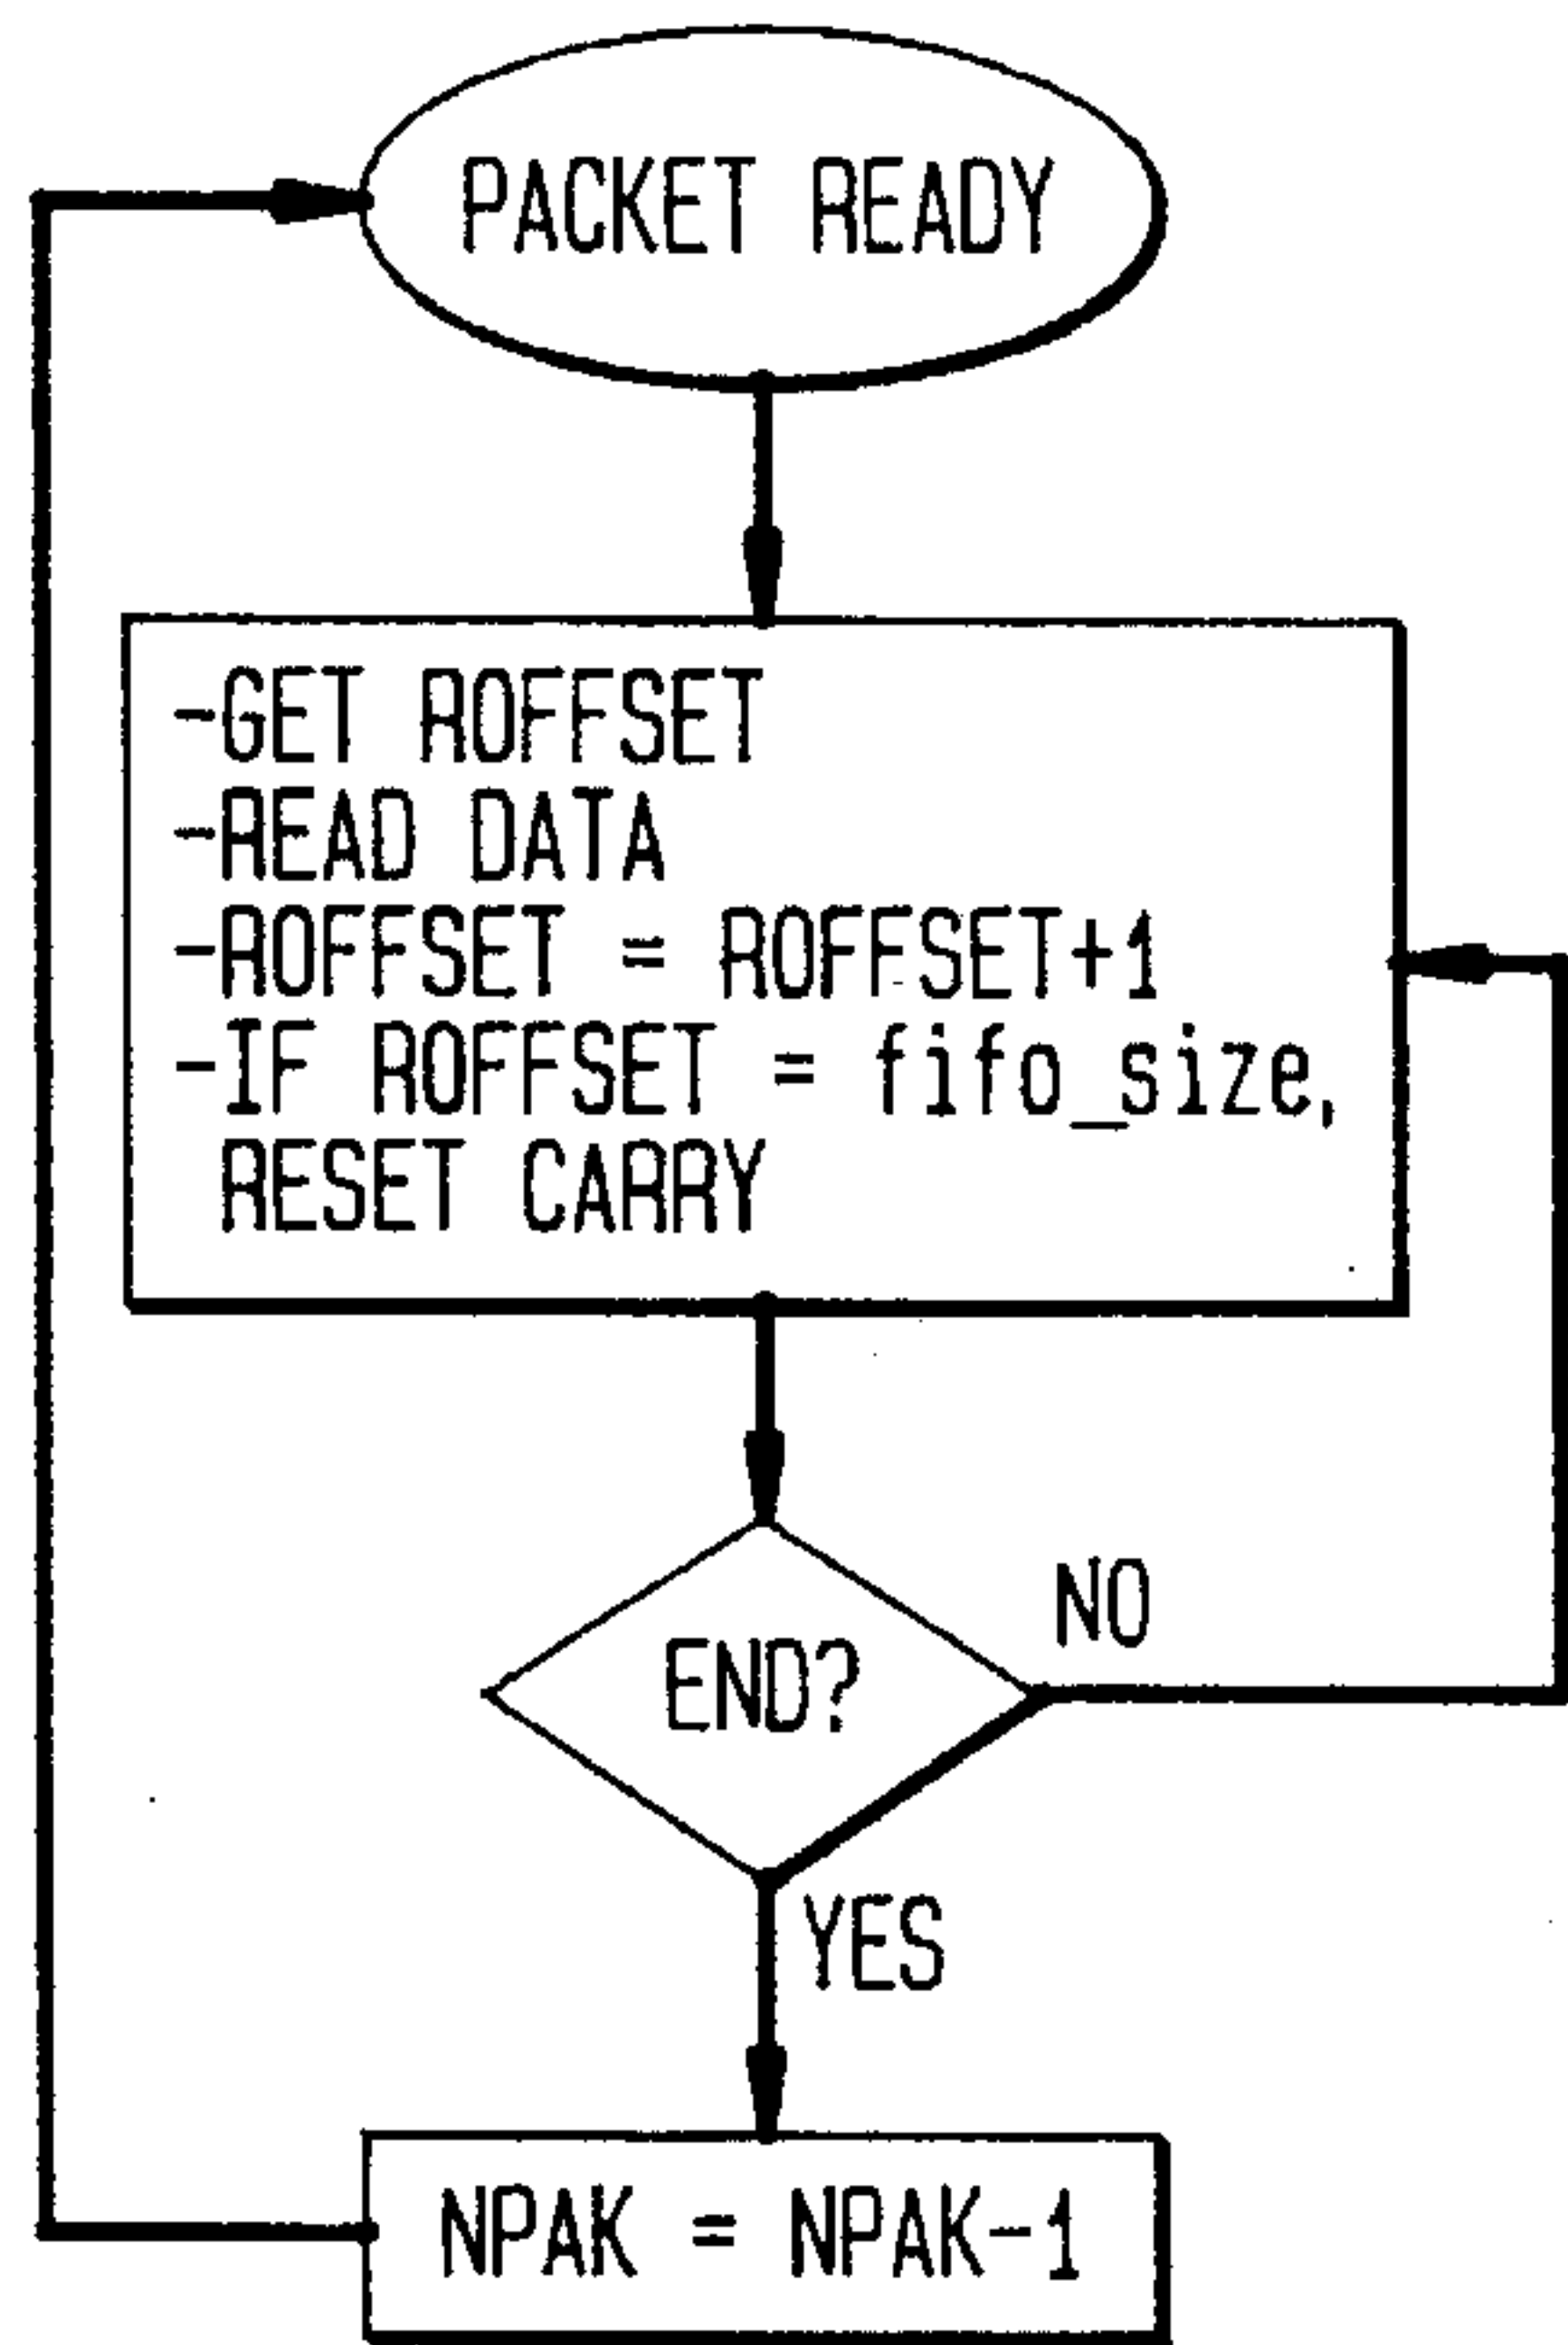 PACKET READY
-GET ROFFSET
-READ DATA
-ROFFSET = ROFFSET+1
-IF ROFFSET = fifo_size,
RESET CARRY
NO
END?
YES
NPAK = NPAK-1